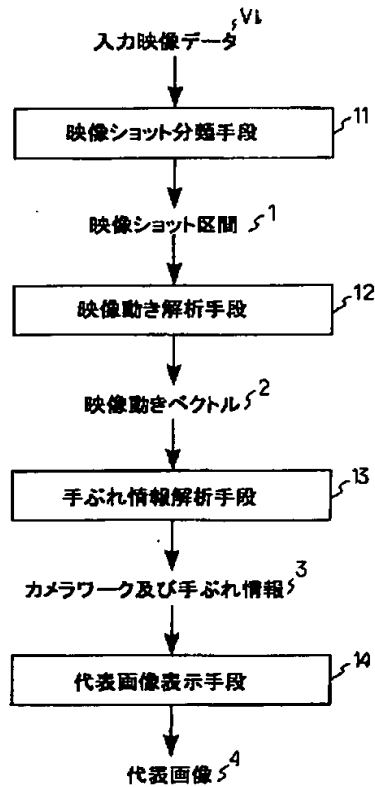 入力映像データ Vi
映像ショット分類手段 11
映像ショット区間 1
映像動き解析手段 12
映像動きベクトル 2
手ぶれ情報解析手段 13
カメラワーク及び手ぶれ情報 3
代表画像表示手段 14
代表画像 4